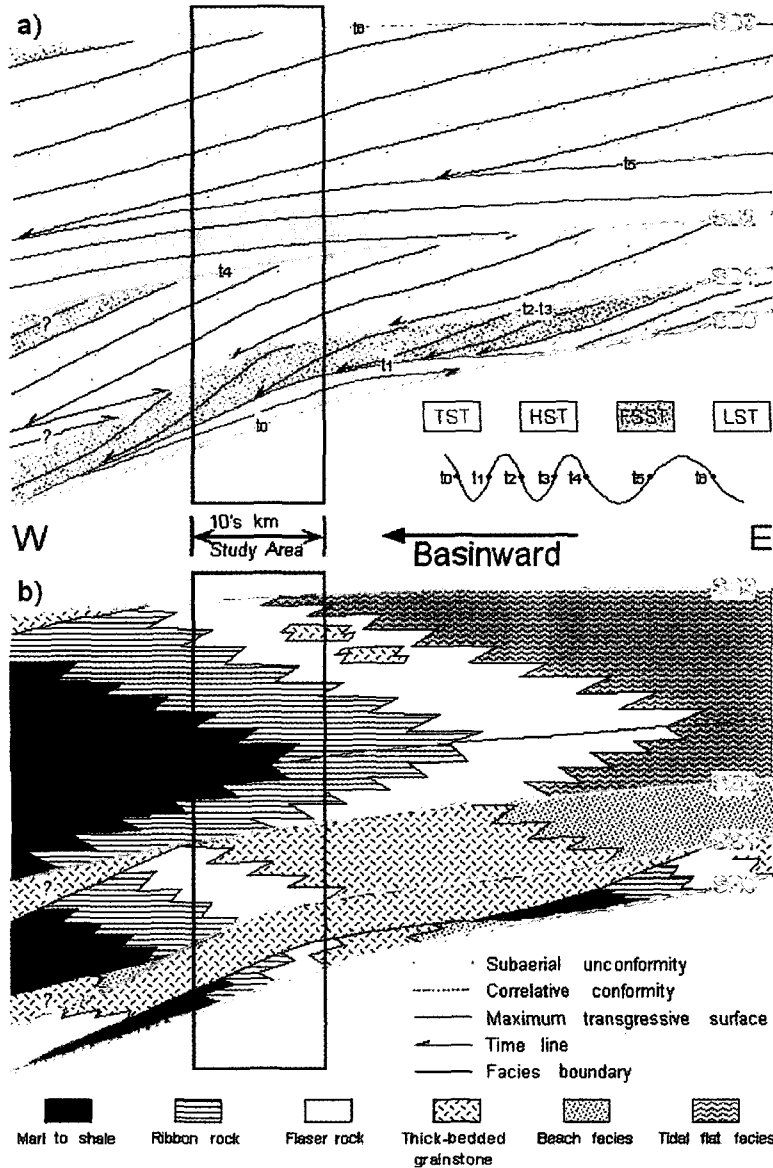 a)
t6
t5
t4
t2-t3
t1
t0
?
?
TST HST FSST LST
t0 t1 t2 t3 t4 t5 t6
10's km
Study Area
W
Basinward
E
b)
?
?
Subaerial unconformity
Correlative conformity
Maximum transgressive surface
Time line
Facies boundary
Marl to shale
Ribbon rock
Flaser rock
Thick-bedded
grainstone
Beach facies
Tidal flat facies